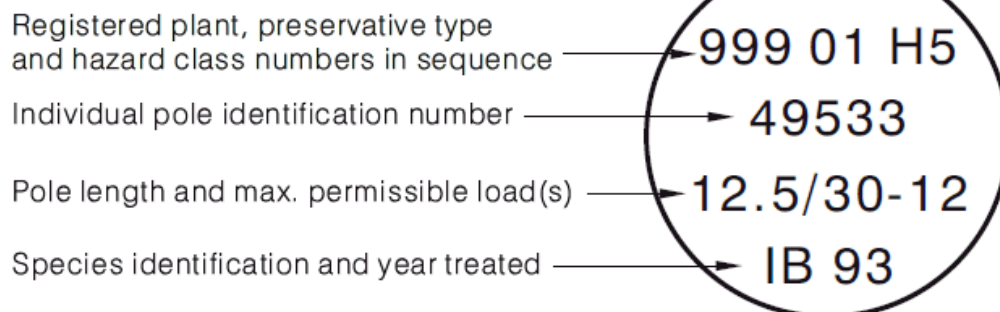 Registered plant, preservative type
and hazard class numbers in sequence
999 01 H5
Individual pole identification number
49533
Pole length and max. permissible load(s)
12.5/30-12
Species identification and year treated
IB 93